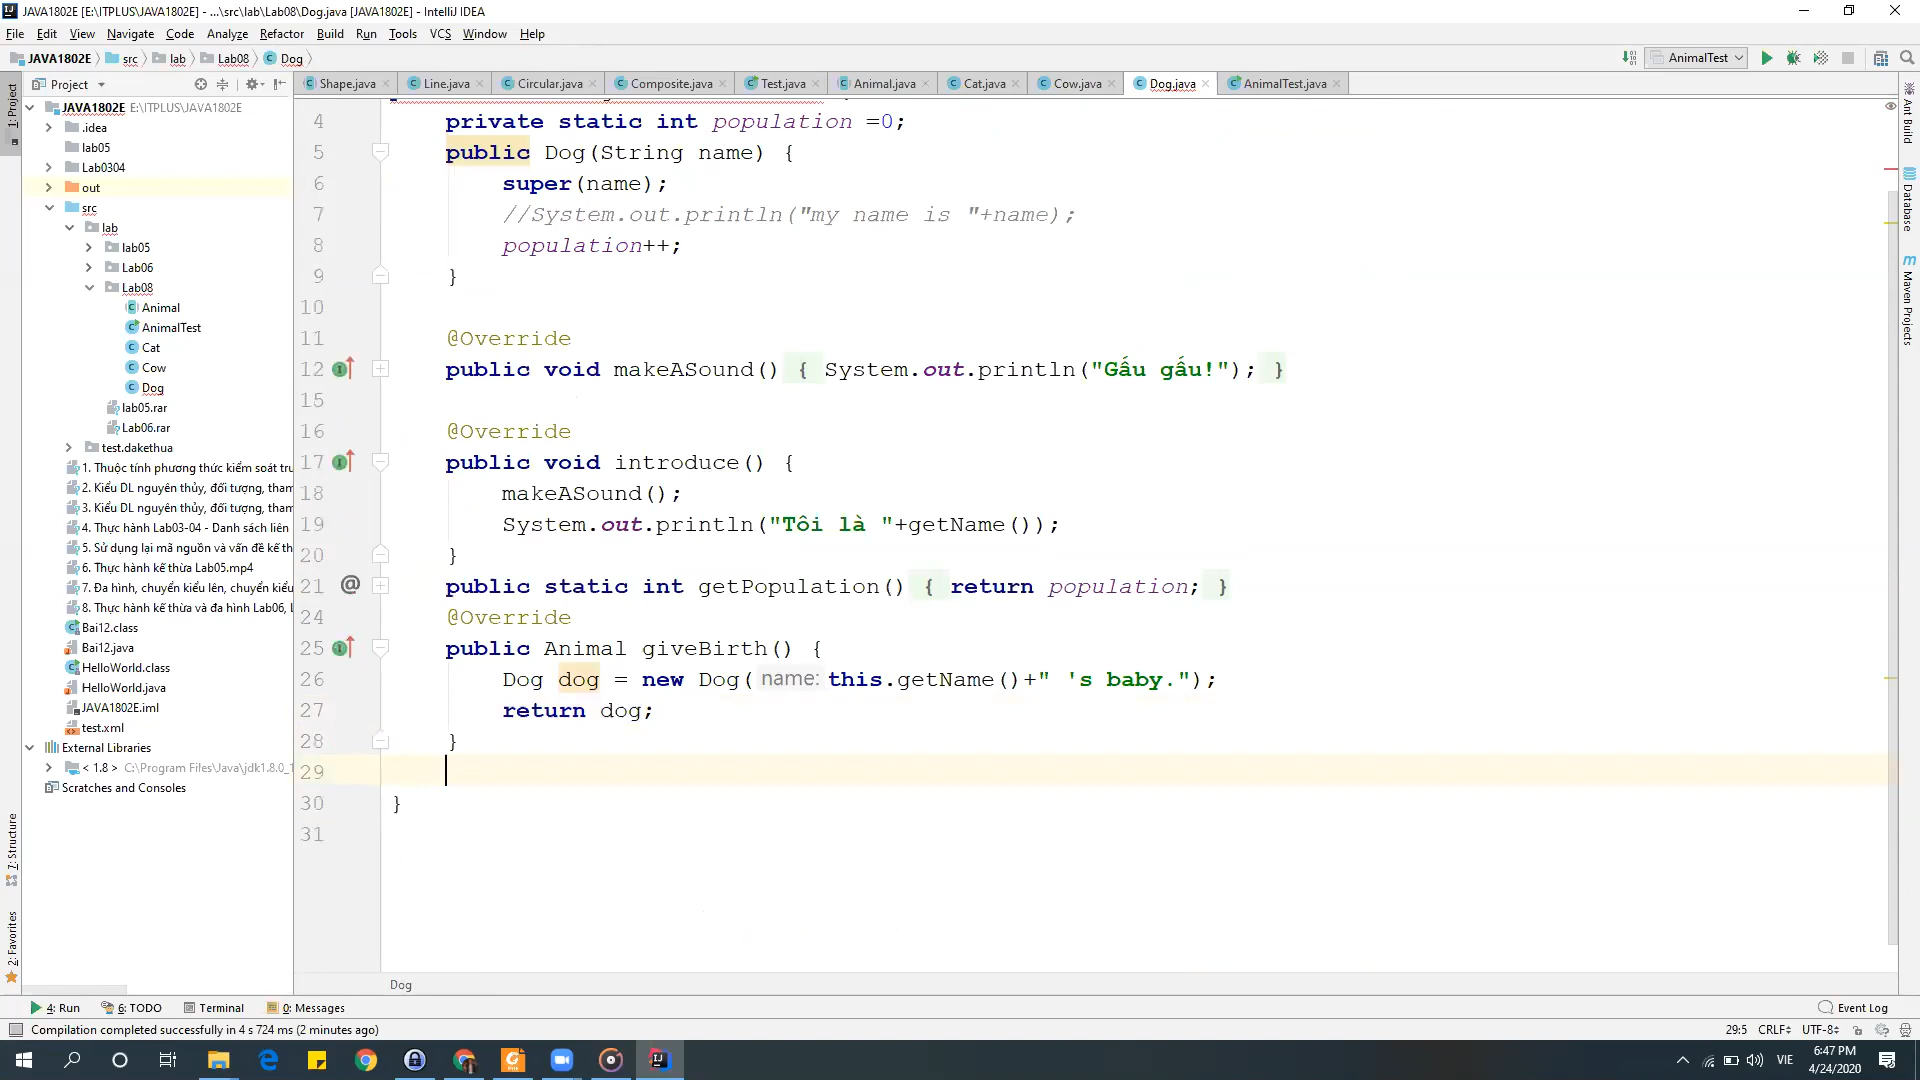 JAVA1802E [E:\ITPLUS\JAVA1802E] - ...\src\lab\Lab08\Dog.java [JAVA1802E] - IntelliJ IDEA
File Edit View Navigate Code Analyze Refactor Build Run Tools VCS Window Help
JAVA1802E src lab Lab08 Dog AnimalTest
Project Shape.java Line.java Circular.java Composite.java Test.java Animal.java Cat.java Cow.java Dog.java AnimalTest.java
1: Project
7: Structure
2: Favorites
JAVA1802E E:\ITPLUS\JAVA1802E
.idea
lab05
Lab0304
out
src
lab
lab05
Lab06
Lab08
Animal
AnimalTest
Cat
Cow
Dog
lab05.rar
Lab06.rar
test.dakethua
1. Thuộc tính phương thức kiểm soát tru
2. Kiểu DL nguyên thủy, đối tượng, tham
3. Kiểu DL nguyên thủy, đối tượng, tham
4. Thực hành Lab03-04 - Danh sách liên
5. Sử dụng lại mã nguồn và vấn đề kế th
6. Thực hành kế thừa Lab05.mp4
7. Đa hình, chuyển kiểu lên, chuyển kiểu
8. Thực hành kế thừa và đa hình Lab06, L
Bai12.class
Bai12.java
HelloWorld.class
HelloWorld.java
JAVA1802E.iml
test.xml
External Libraries
< 1.8 > C:\Program Files\Java\jdk1.8.0_1
Scratches and Consoles
4 private static int population =0;
5 public Dog(String name) {
6 super(name);
7 //System.out.println("my name is "+name);
8 population++;
9 }
10
11 @Override
12 public void makeASound() { System.out.println("Gấu gấu!"); }
15
16 @Override
17 public void introduce() {
18 makeASound();
19 System.out.println("Tôi là "+getName());
20 }
21 @ public static int getPopulation() { return population; }
24 @Override
25 public Animal giveBirth() {
26 Dog dog = new Dog( name: this.getName()+" 's baby.");
27 return dog;
28 }
29
30 }
31
Dog
Ant Build
Database
Maven Projects
4: Run 6: TODO Terminal 0: Messages Event Log
Compilation completed successfully in 4 s 724 ms (2 minutes ago) 29:5 CRLF UTF-8
VIE 6:47 PM
4/24/2020